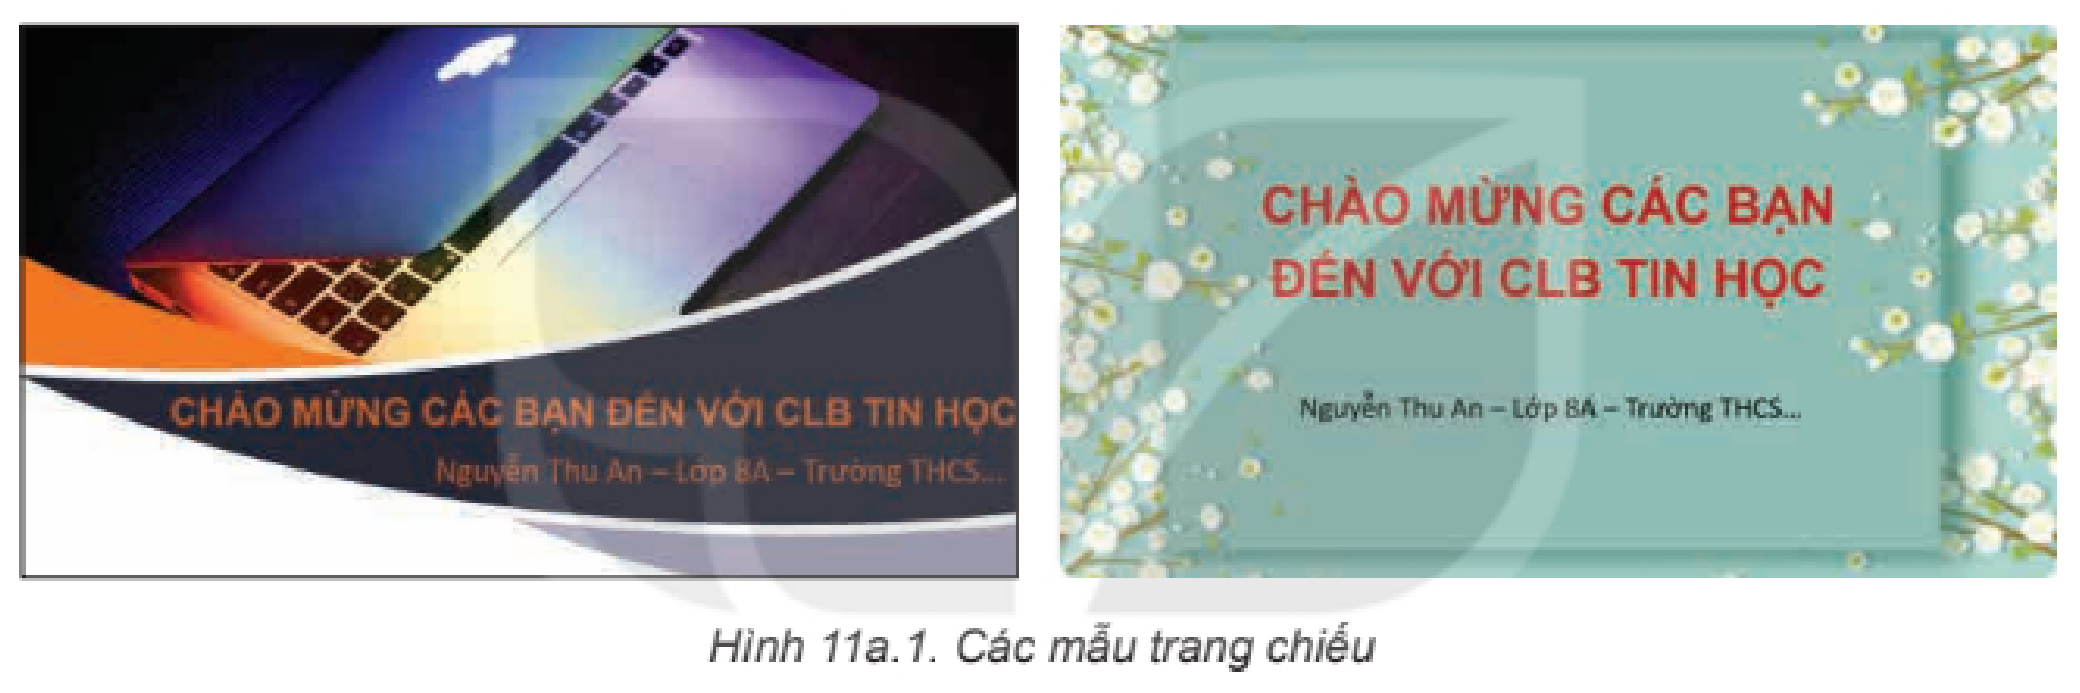 CHÀO MỪNG CÁC BẠN ĐẾN VỚI CLB TIN HỌC
Nguyễn Thu An – Lớp 8A – Trường THCS...
CHÀO MỪNG CÁC BẠN
ĐẾN VỚI CLB TIN HỌC
Nguyễn Thu An – Lớp 8A – Trường THCS...
Hình 11a.1. Các mẫu trang chiếu